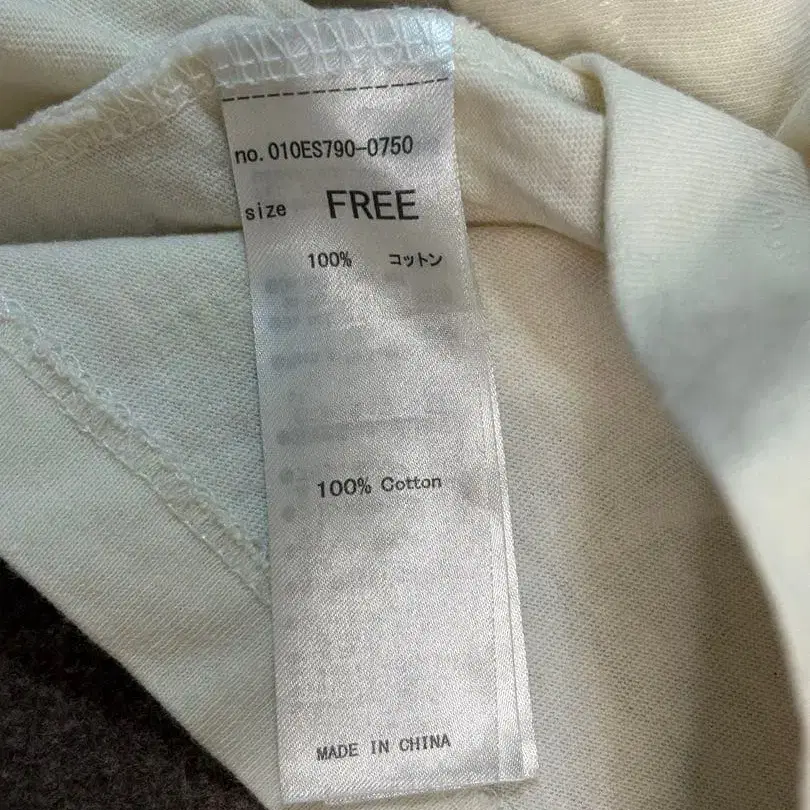 no.010ES790-0750
size FREE
100% コットン
100% Cotton
MADE IN CHINA